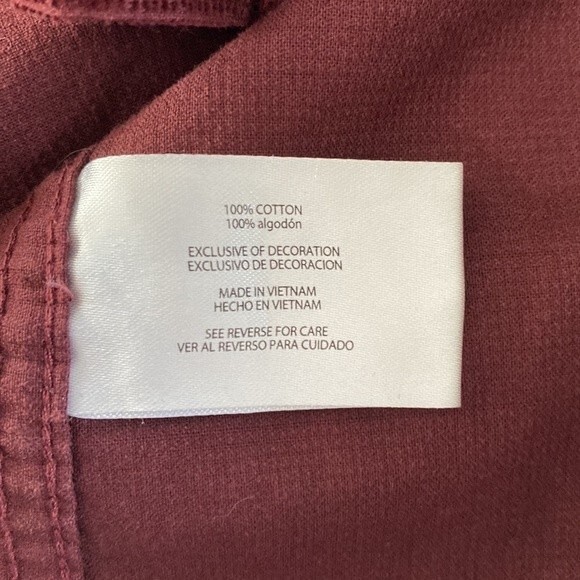 100% COTTON
100% algodón
EXCLUSIVE OF DECORATION
EXCLUSIVO DE DECORACION
MADE IN VIETNAM
HECHO EN VIETNAM
SEE REVERSE FOR CARE
VER AL REVERSO PARA CUIDADO